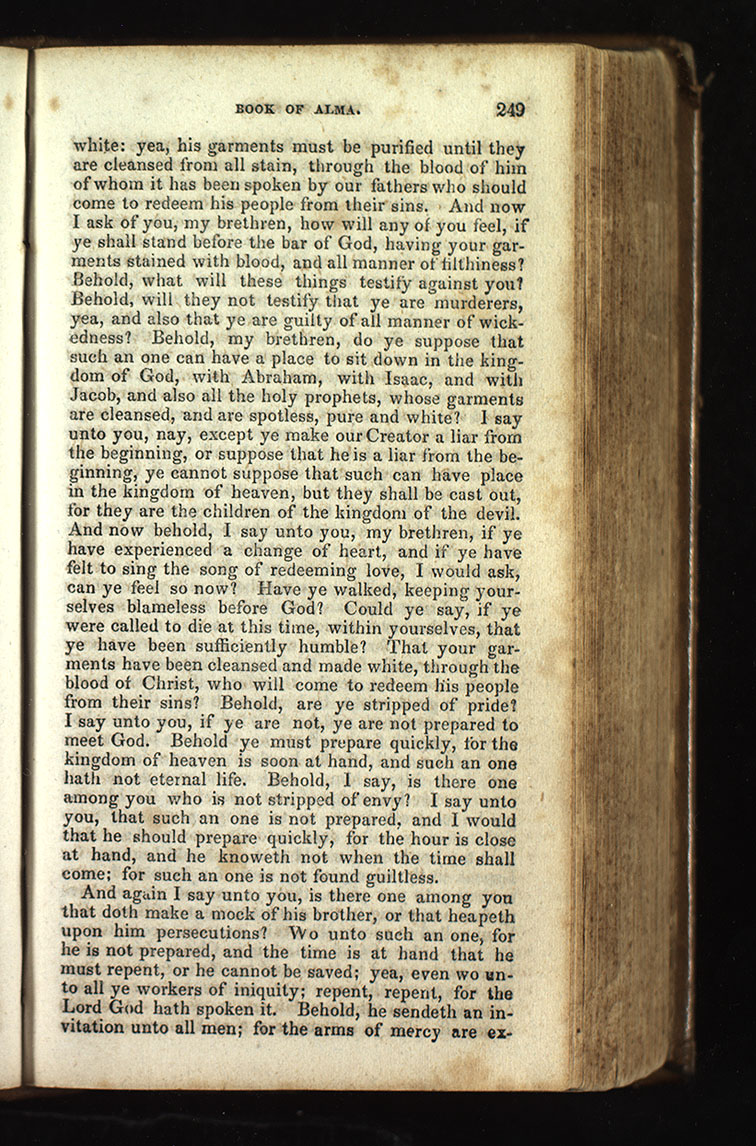 BOOK OF ALMA. 249
white: yea, his garments must be purified until they
are cleansed from all stain, through the blood of him
of whom it has been spoken by our fathers who should
come to redeem his people from their sins. And now
I ask of you, my brethren, how will any of you feel, if
ye shall stand before the bar of God, having your gar-
ments stained with blood, and all manner of filthiness?
Behold, what will these things testify against you?
Behold, will they not testify that ye are murderers,
yea, and also that ye are guilty of all manner of wick-
edness? Behold, my brethren, do ye suppose that
such an one can have a place to sit down in the king-
dom of God, with Abraham, with Isaac, and with
Jacob, and also all the holy prophets, whose garments
are cleansed, and are spotless, pure and white? I say
unto you, nay, except ye make our Creator a liar from
the beginning, or suppose that he is a liar from the be-
ginning, ye cannot suppose that such can have place
in the kingdom of heaven, but they shall be cast out,
for they are the children of the kingdom of the devil.
And now behold, I say unto you, my brethren, if ye
have experienced a change of heart, and if ye have
felt to sing the song of redeeming love, I would ask,
can ye feel so now? Have ye walked, keeping your-
selves blameless before God? Could ye say, if ye
were called to die at this time, within yourselves, that
ye have been sufficiently humble? That your gar-
ments have been cleansed and made white, through the
blood of Christ, who will come to redeem his people
from their sins? Behold, are ye stripped of pride?
I say unto you, if ye are not, ye are not prepared to
meet God. Behold ye must prepare quickly, for the
kingdom of heaven is soon at hand, and such an one
hath not eternal life. Behold, I say, is there one
among you who is not stripped of envy? I say unto
you, that such an one is not prepared, and I would
that he should prepare quickly, for the hour is close
at hand, and he knoweth not when the time shall
come; for such an one is not found guiltless.
And again I say unto you, is there one among you
that doth make a mock of his brother, or that heapeth
upon him persecutions? Wo unto such an one, for
he is not prepared, and the time is at hand that he
must repent, or he cannot be saved; yea, even wo un-
to all ye workers of iniquity; repent, repent, for the
Lord God hath spoken it. Behold, he sendeth an in-
vitation unto all men; for the arms of mercy are ex-